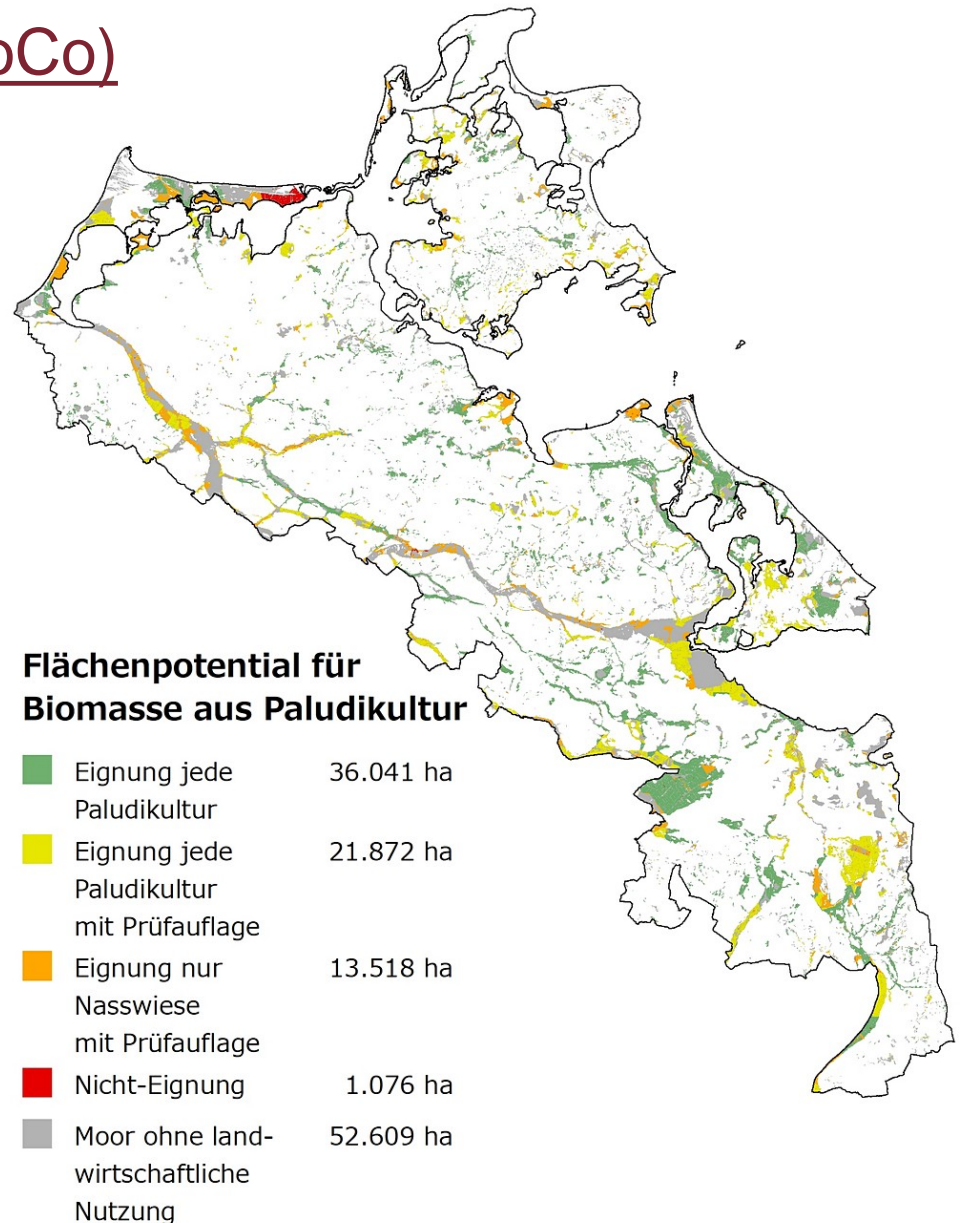 oCo)
Flächenpotential für
Biomasse aus Paludikultur
Eignung jede 36.041 ha
Paludikultur
Eignung jede 21.872 ha
Paludikultur
mit Prüfauflage
Eignung nur 13.518 ha
Nasswiese
mit Prüfauflage
Nicht-Eignung 1.076 ha
Moor ohne land- 52.609 ha
wirtschaftliche
Nutzung